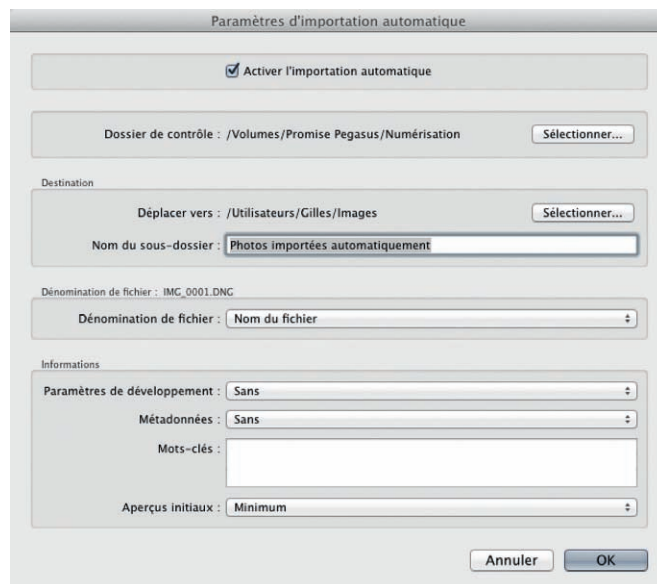 Paramètres d'importation automatique
Activer l'importation automatique
Dossier de contrôle : /Volumes/Promise Pegasus/Numérisation Sélectionner...
Destination
Déplacer vers : /Utilisateurs/Gilles/Images Sélectionner...
Nom du sous-dossier : Photos importées automatiquement
Dénomination de fichier : IMG_0001.DNG
Dénomination de fichier : Nom du fichier
Informations
Paramètres de développement : Sans
Métadonnées : Sans
Mots-clés :
Aperçus initiaux : Minimum
Annuler OK